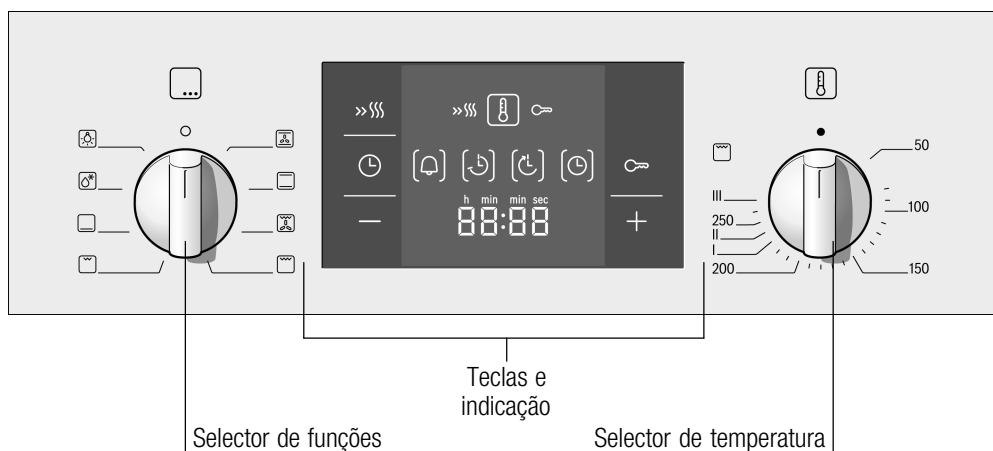 h min min sec
88:88
50
100
150
III
250
II
I
200
Teclas e
indicação
Selector de funções
Selector de temperatura